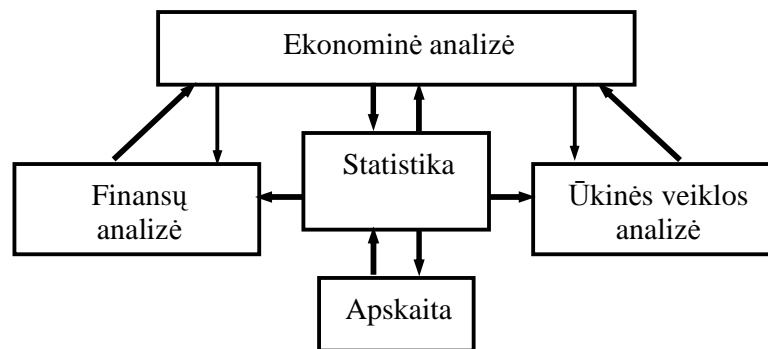 Ekonominė analizė
Statistika
Finansų
analizė
Ūkinės veiklos
analizė
Apskaita